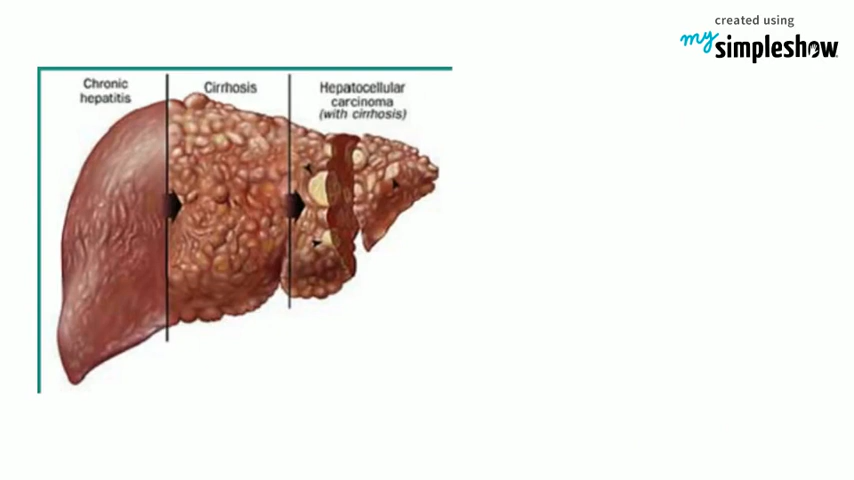 created using
my simpleshow
Chronic
hepatitis
Cirrhosis
Hepatocellular
carcinoma
(with cirrhosis)